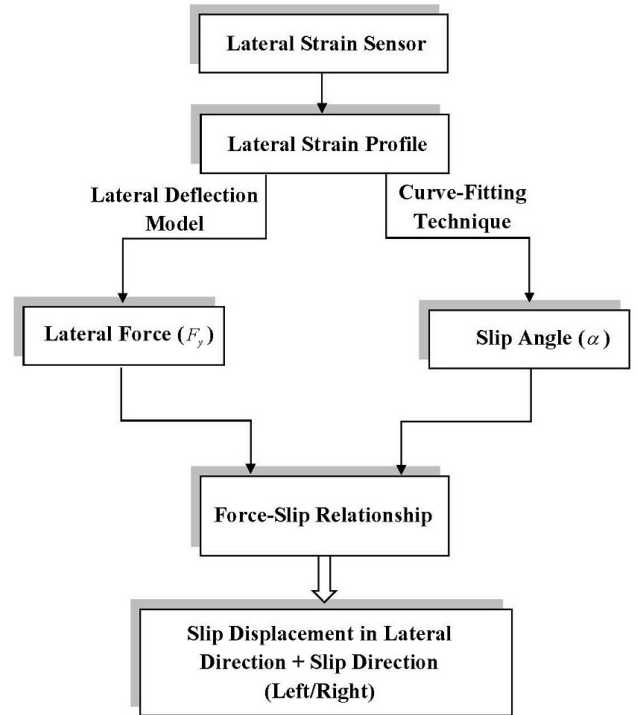 Lateral Strain Sensor
Lateral Strain Profile
Lateral Deflection
Model
Curve-Fitting
Technique
Lateral Force (F_y)
Slip Angle (α)
Force-Slip Relationship
Slip Displacement in Lateral
Direction + Slip Direction
(Left/Right)